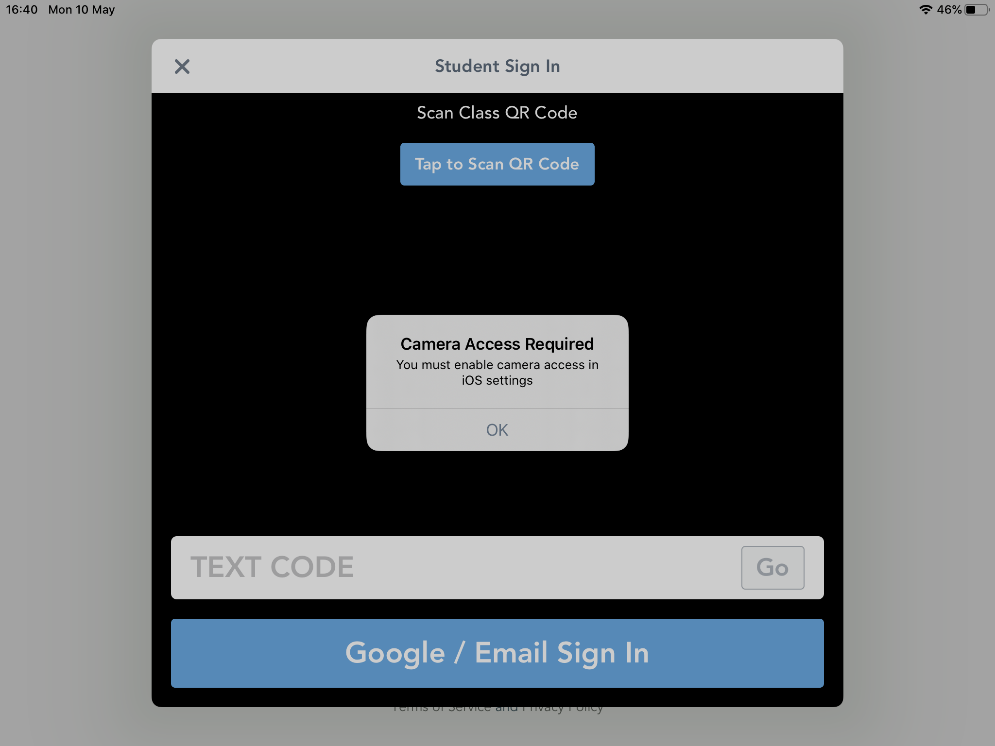 16:40 Mon 10 May 46%
Student Sign In
Scan Class QR Code
Tap to Scan QR Code
Camera Access Required
You must enable camera access in
iOS settings
OK
TEXT CODE
Go
Google / Email Sign In
Terms of Service and Privacy Policy